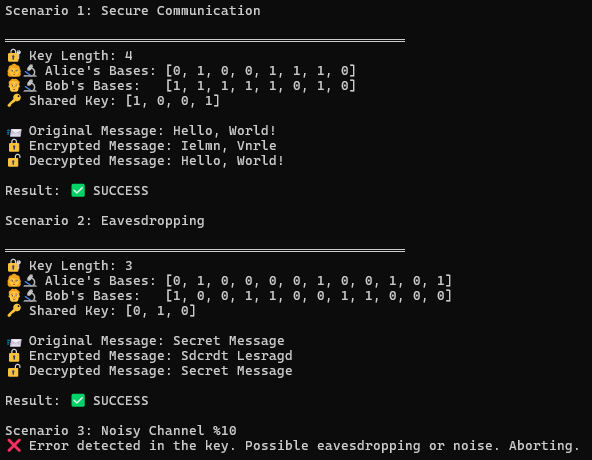 Scenario 1: Secure Communication
🔐 Key Length: 4
👩‍🔬 Alice's Bases: [0, 1, 0, 0, 1, 1, 1, 0]
👨‍🔬 Bob's Bases:   [1, 1, 1, 1, 1, 0, 1, 0]
🔑 Shared Key: [1, 0, 0, 1]
📨 Original Message: Hello, World!
🔒 Encrypted Message: Ielmn, Vnrle
🔓 Decrypted Message: Hello, World!
Result: ✅ SUCCESS
Scenario 2: Eavesdropping
🔐 Key Length: 3
👩‍🔬 Alice's Bases: [0, 1, 0, 0, 0, 0, 1, 0, 0, 1, 0, 1]
👨‍🔬 Bob's Bases:   [1, 0, 0, 1, 1, 0, 0, 1, 1, 0, 0, 0]
🔑 Shared Key: [0, 1, 0]
📨 Original Message: Secret Message
🔒 Encrypted Message: Sdcrdt Lesragd
🔓 Decrypted Message: Secret Message
Result: ✅ SUCCESS
Scenario 3: Noisy Channel %10
❌ Error detected in the key. Possible eavesdropping or noise. Aborting.